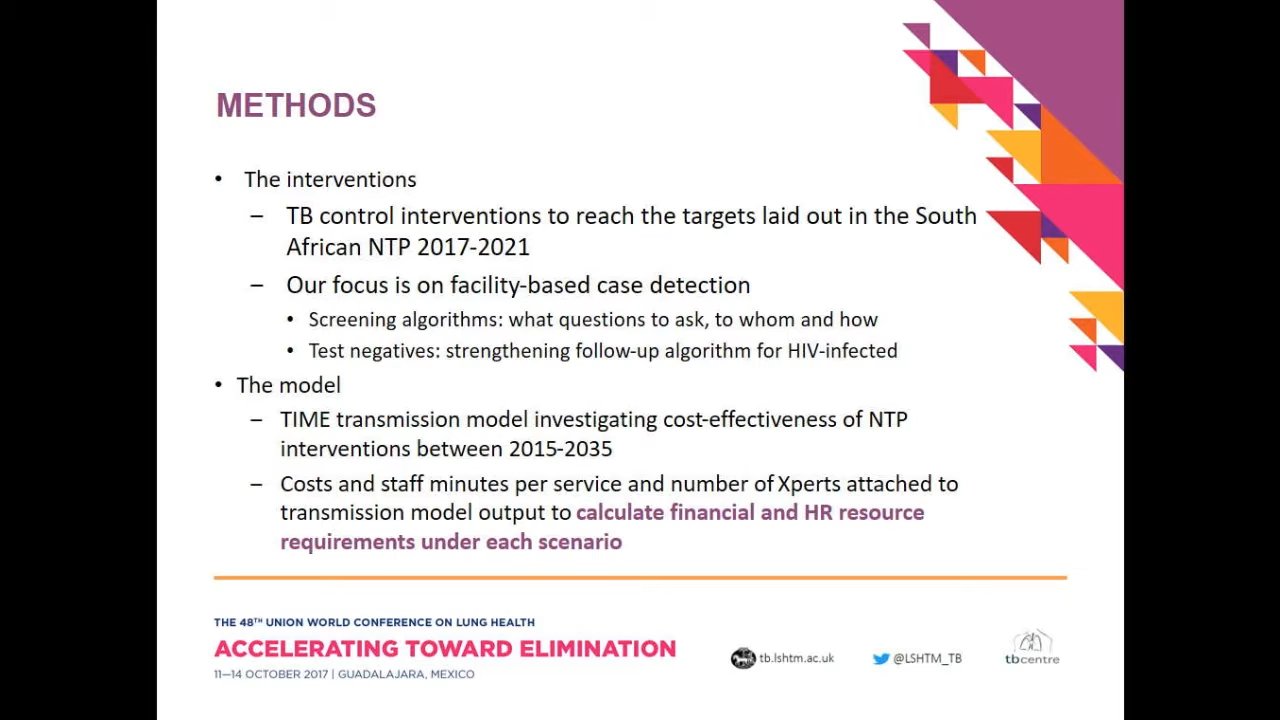 METHODS
• The interventions
– TB control interventions to reach the targets laid out in the South
African NTP 2017-2021
– Our focus is on facility-based case detection
• Screening algorithms: what questions to ask, to whom and how
• Test negatives: strengthening follow-up algorithm for HIV-infected
• The model
– TIME transmission model investigating cost-effectiveness of NTP
interventions between 2015-2035
– Costs and staff minutes per service and number of Xperts attached to
transmission model output to calculate financial and HR resource
requirements under each scenario
THE 48TH UNION WORLD CONFERENCE ON LUNG HEALTH
ACCELERATING TOWARD ELIMINATION
11—14 OCTOBER 2017 | GUADALAJARA, MEXICO
tb.lshtm.ac.uk
@LSHTM_TB
tbcentre